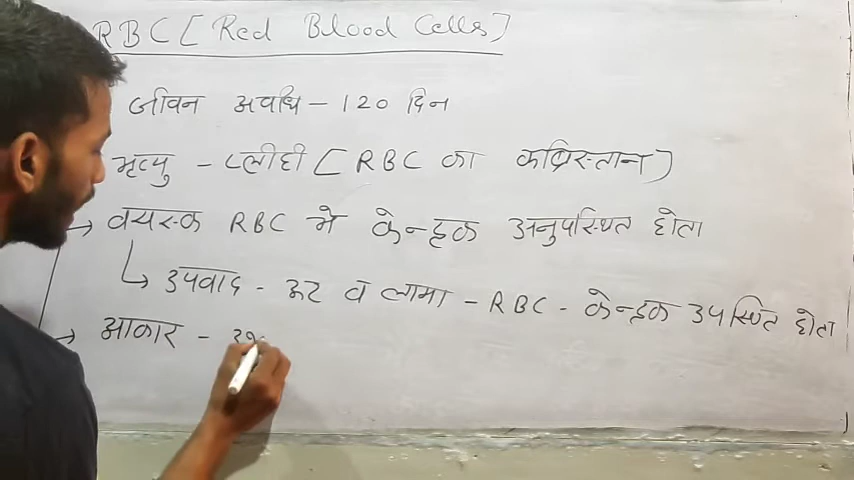 RBC [ Red Blood Cells ]
जीवन अवधि - 120 दिन
मृत्यु - प्लीही [ RBC का कब्रिस्तान ]
→ वयस्क RBC मे केन्द्रक अनुपस्थित होता
↳ उपवाद - ऊट व लामा - RBC - केन्द्रक उपस्थित होता
→ आकार -